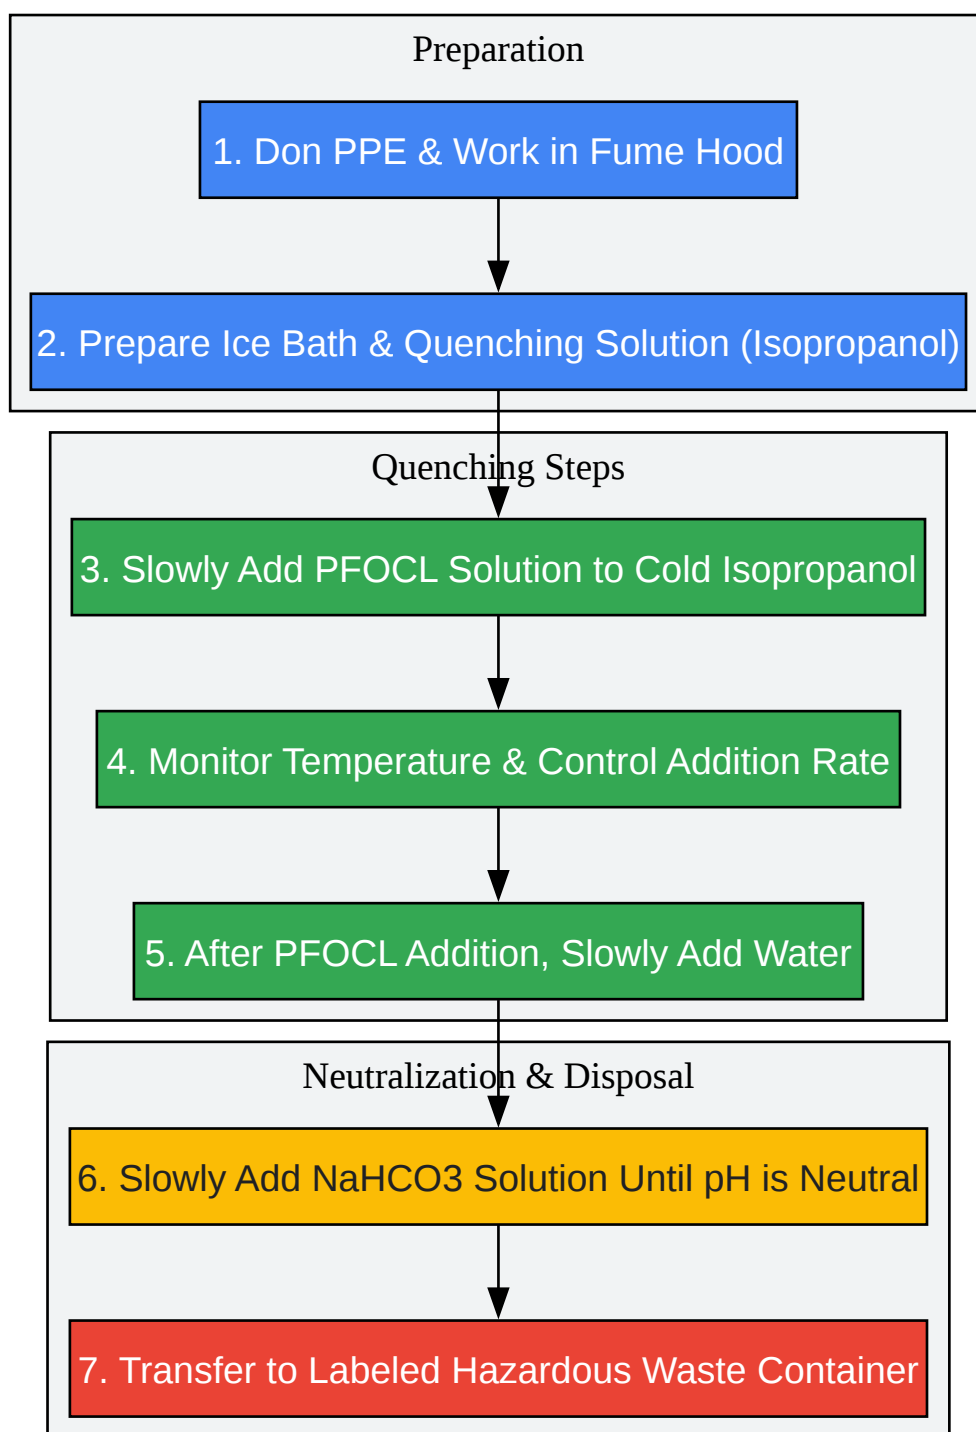 Preparation
1. Don PPE & Work in Fume Hood
2. Prepare Ice Bath & Quenching Solution (Isopropanol)
Quenching Steps
3. Slowly Add PFOCL Solution to Cold Isopropanol
4. Monitor Temperature & Control Addition Rate
5. After PFOCL Addition, Slowly Add Water
Neutralization & Disposal
6. Slowly Add NaHCO3 Solution Until pH is Neutral
7. Transfer to Labeled Hazardous Waste Container